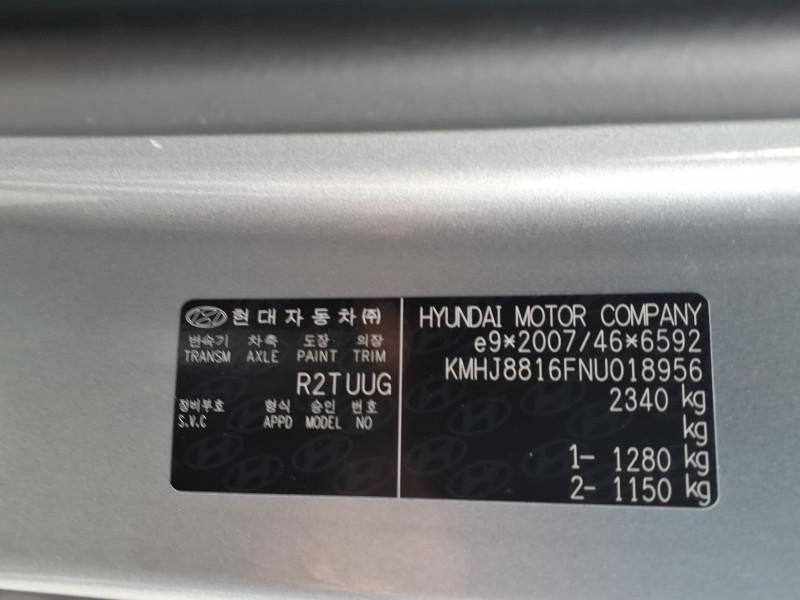 현대자동차㈜
변속기 차축 도장 의장
TRANSM AXLE PAINT TRIM
R2T UUG
정비부호 형식 승인 번호
S.V.C APPD MODEL NO
HYUNDAI MOTOR COMPANY
e9*2007/46*6592
KMHJ8816FNU018956
2340 kg
kg
1- 1280 kg
2- 1150 kg